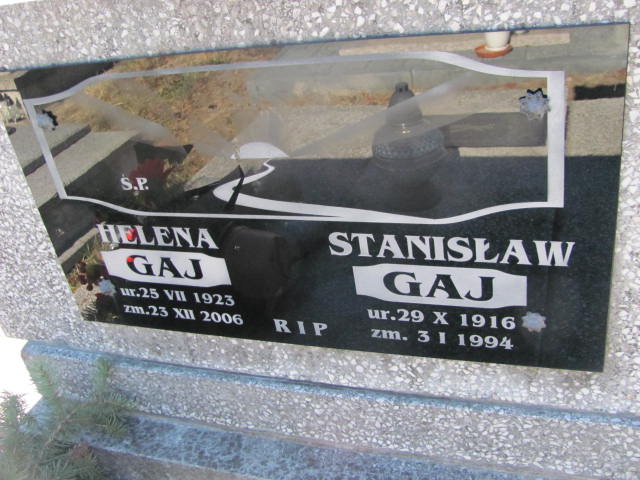 Ś.P.
HELENA
GAJ
ur.25 VII 1923
zm.23 XII 2006
RIP
STANISŁAW
GAJ
ur.29 X 1916
zm. 3 I 1994